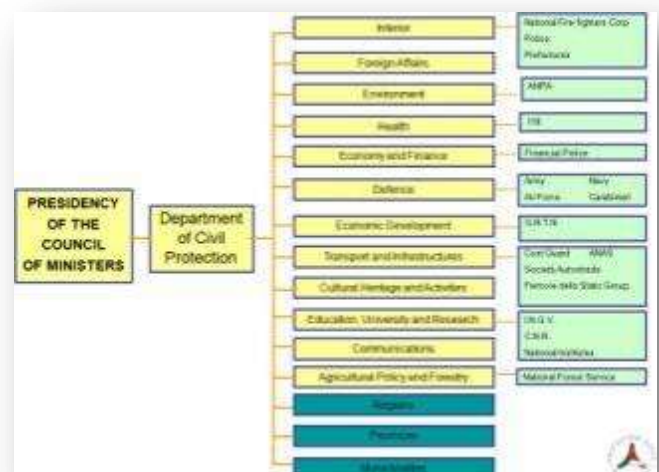 PRESIDENCY
OF THE
COUNCIL
OF MINISTERS
Department
of Civil
Protection
Interior
Foreign Affairs
Environment
Health
Economy and Finance
Defence
Economic Development
Transport and Infrastructures
Cultural Heritage and Activities
Education, University and Research
Communications
Agricultural Policy and Forestry
Regions
Provinces
Municipalities
National Fire-fighters Corp
Police
Prefectures
ANPA
Financial Police
Army Navy
Air Force Carabinieri
Coast Guard ANAS
Società Autostrade
Ferrovie dello Stato Group
C.N.R.
National Institutes
National Forest Service